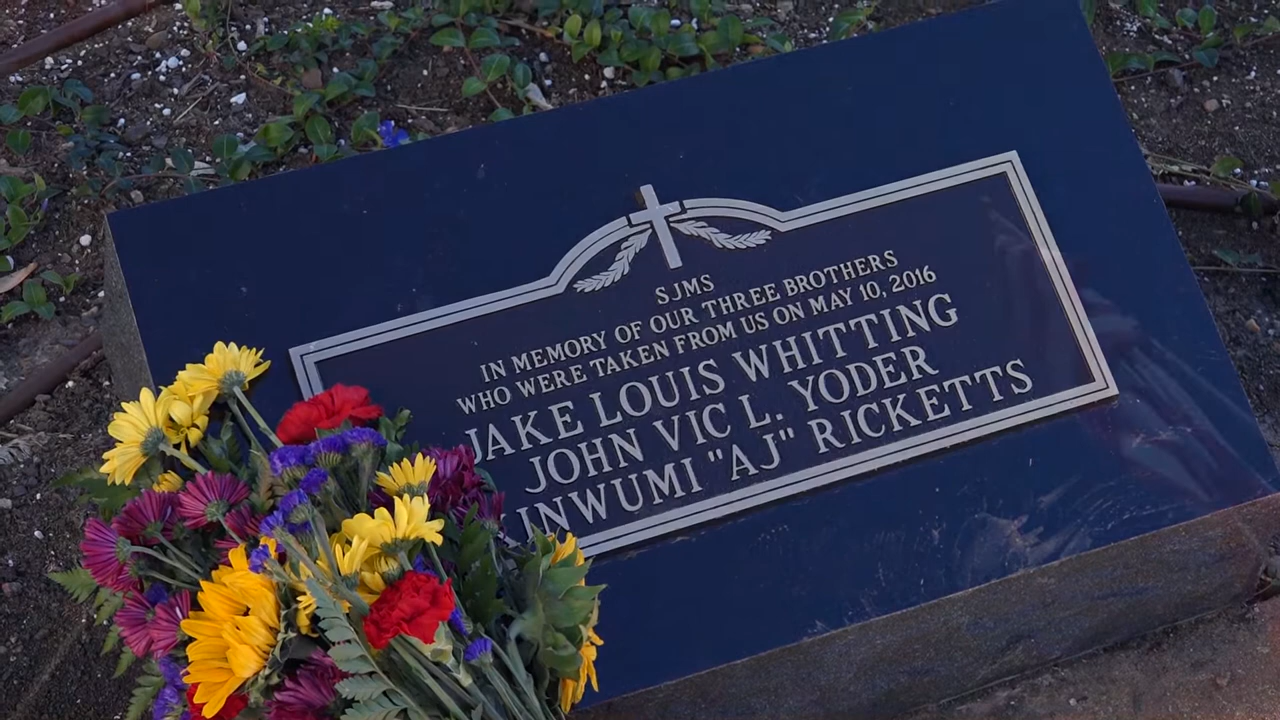 SJMS
IN MEMORY OF OUR THREE BROTHERS
WHO WERE TAKEN FROM US ON MAY 10, 2016
JAKE LOUIS WHITTING
JOHN VIC L. YODER
"AJ" RICKETTS